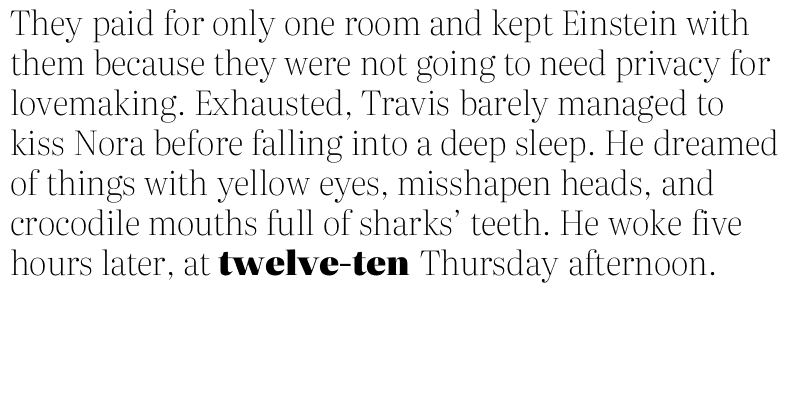 They paid for only one room and kept Einstein with
them because they were not going to need privacy for
lovemaking. Exhausted, Travis barely managed to
kiss Nora before falling into a deep sleep. He dreamed
of things with yellow eyes, misshapen heads, and
crocodile mouths full of sharks’ teeth. He woke five
hours later, at twelve-ten Thursday afternoon.